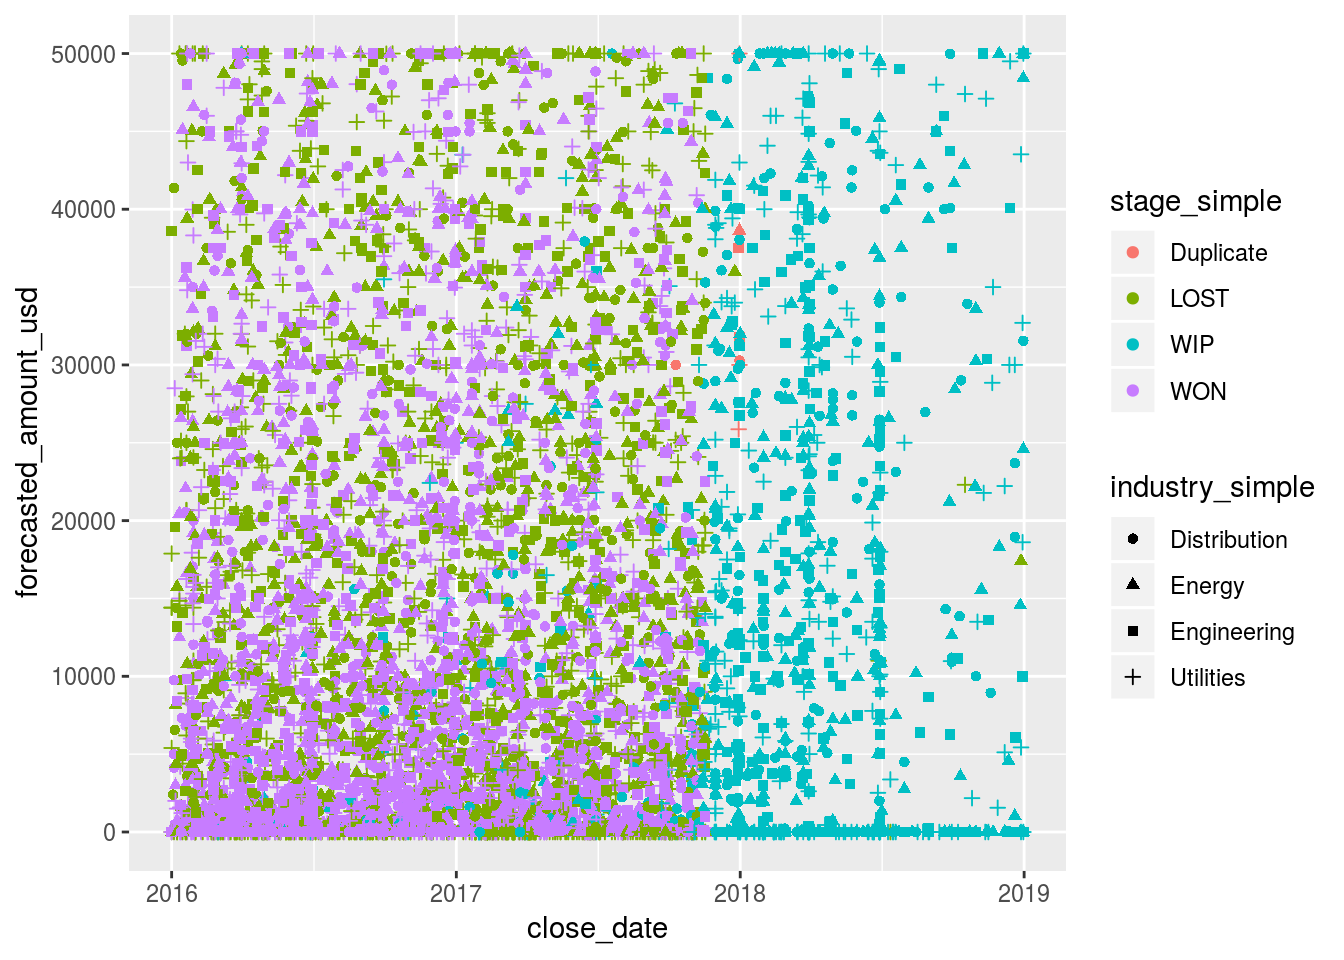 50000
40000
30000
20000
10000
0
forecasted_amount_usd
2016
2017
2018
2019
close_date
stage_simple
Duplicate
LOST
WIP
WON
industry_simple
Distribution
Energy
Engineering
Utilities